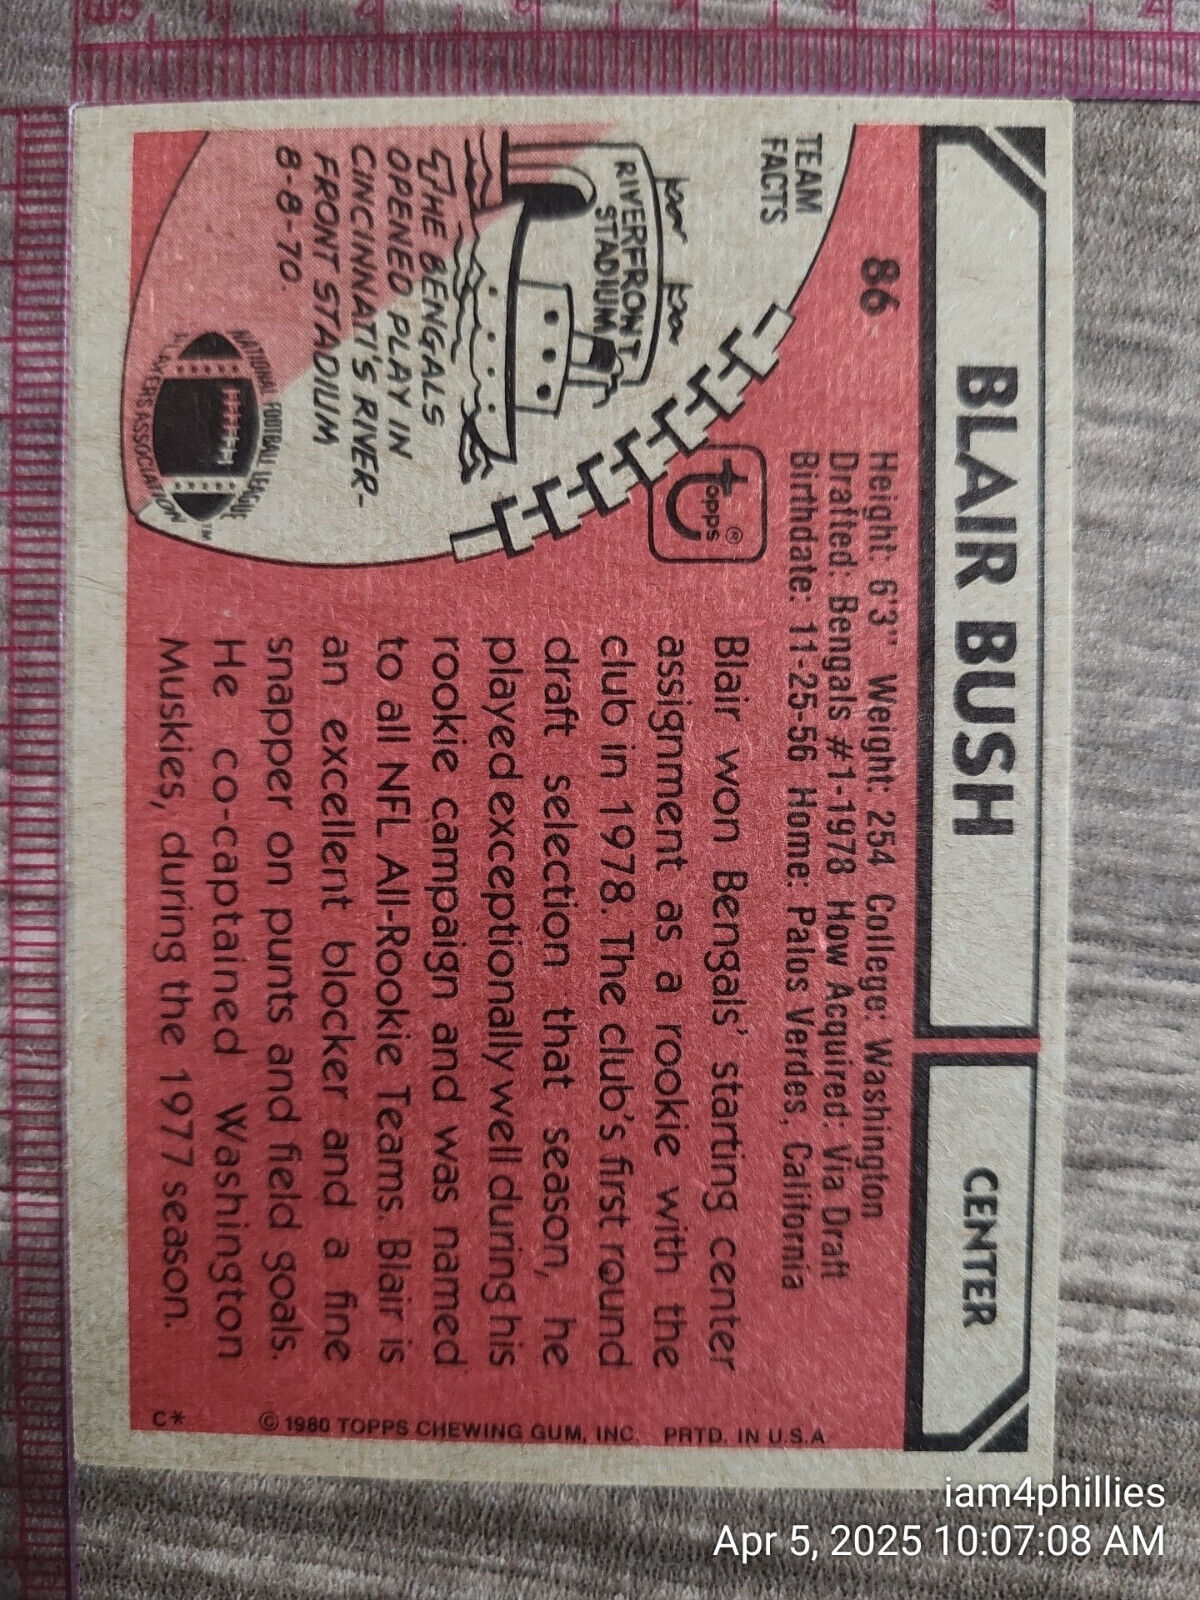 BLAIR BUSH
CENTER
86
Height: 6'3" Weight: 254 College: Washington
Drafted: Bengals #1-1978 How Acquired: Via Draft
Birthdate: 11-25-56 Home: Palos Verdes, California
TEAM
FACTS
RIVERFRONT
STADIUM
THE BENGALS
OPENED PLAY IN
CINCINNATI'S RIVER-
FRONT STADIUM
8-8-70.
NATIONAL FOOTBALL LEAGUE
PLAYERS ASSOCIATION
TM
topps®
Blair won Bengals' starting center
assignment as a rookie with the
club in 1978. The club's first round
draft selection that season, he
played exceptionally well during his
rookie campaign and was named
to all NFL All-Rookie Teams. Blair is
an excellent blocker and a fine
snapper on punts and field goals.
He co-captained Washington
Muskies, during the 1977 season.
© 1980 TOPPS CHEWING GUM, INC. PRTD. IN U.S.A.
C*
iam4phillies
Apr 5, 2025 10:07:08 AM